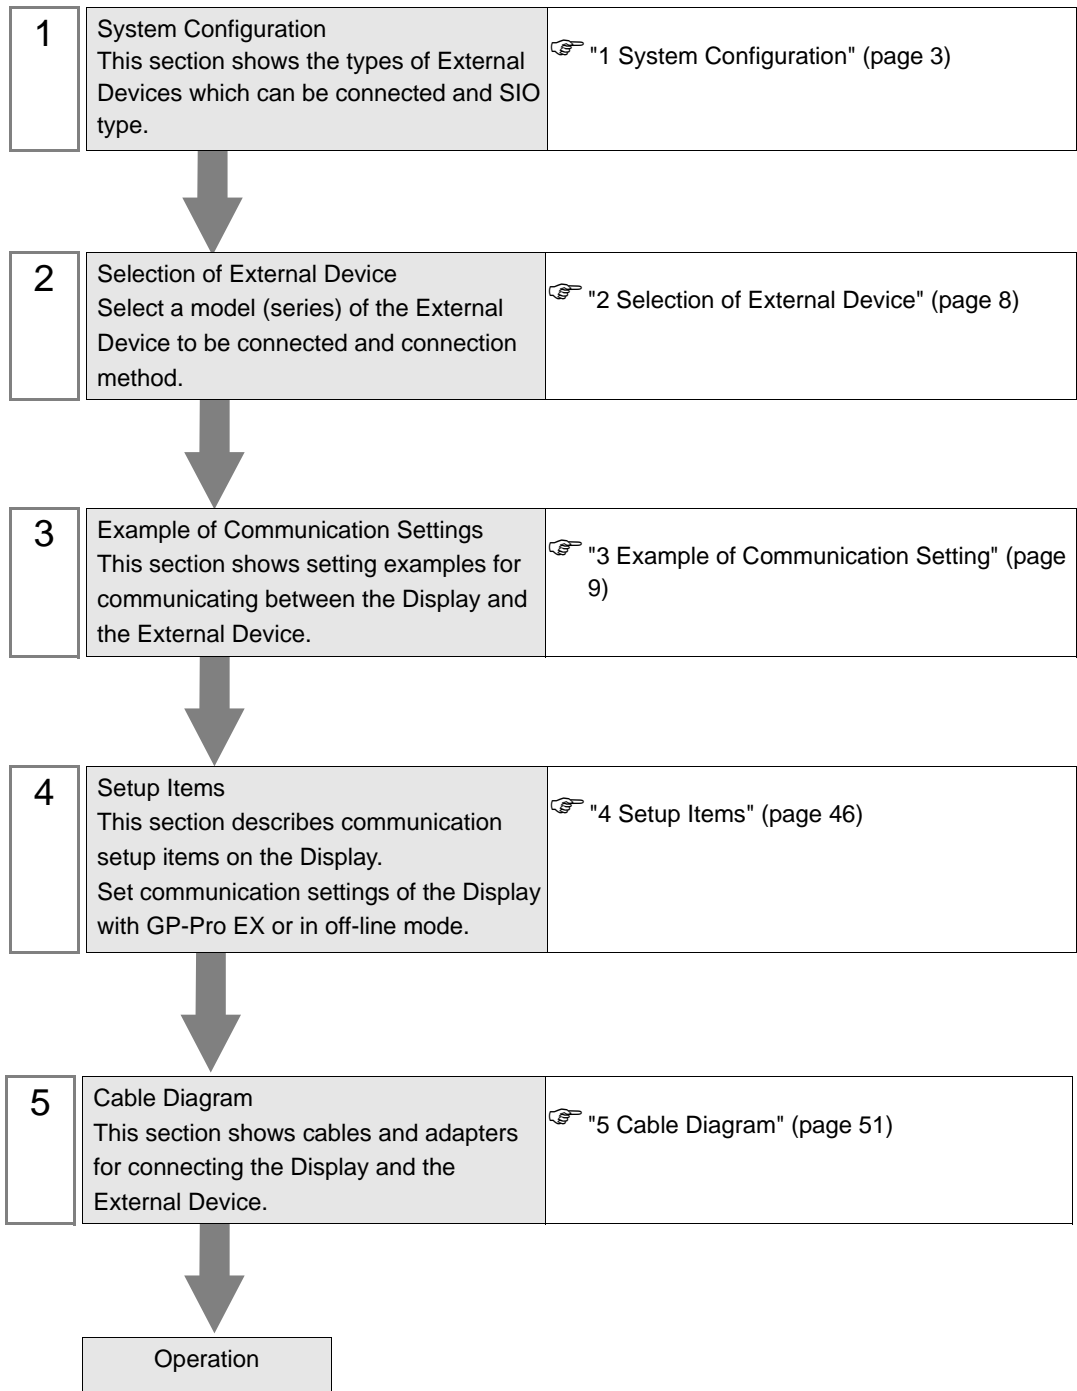 1
System Configuration
This section shows the types of External
Devices which can be connected and SIO
type.
"1 System Configuration" (page 3)
2
Selection of External Device
Select a model (series) of the External
Device to be connected and connection
method.
"2 Selection of External Device" (page 8)
3
Example of Communication Settings
This section shows setting examples for
communicating between the Display and
the External Device.
"3 Example of Communication Setting" (page
9)
4
Setup Items
This section describes communication
setup items on the Display.
Set communication settings of the Display
with GP-Pro EX or in off-line mode.
"4 Setup Items" (page 46)
5
Cable Diagram
This section shows cables and adapters
for connecting the Display and the
External Device.
"5 Cable Diagram" (page 51)
Operation